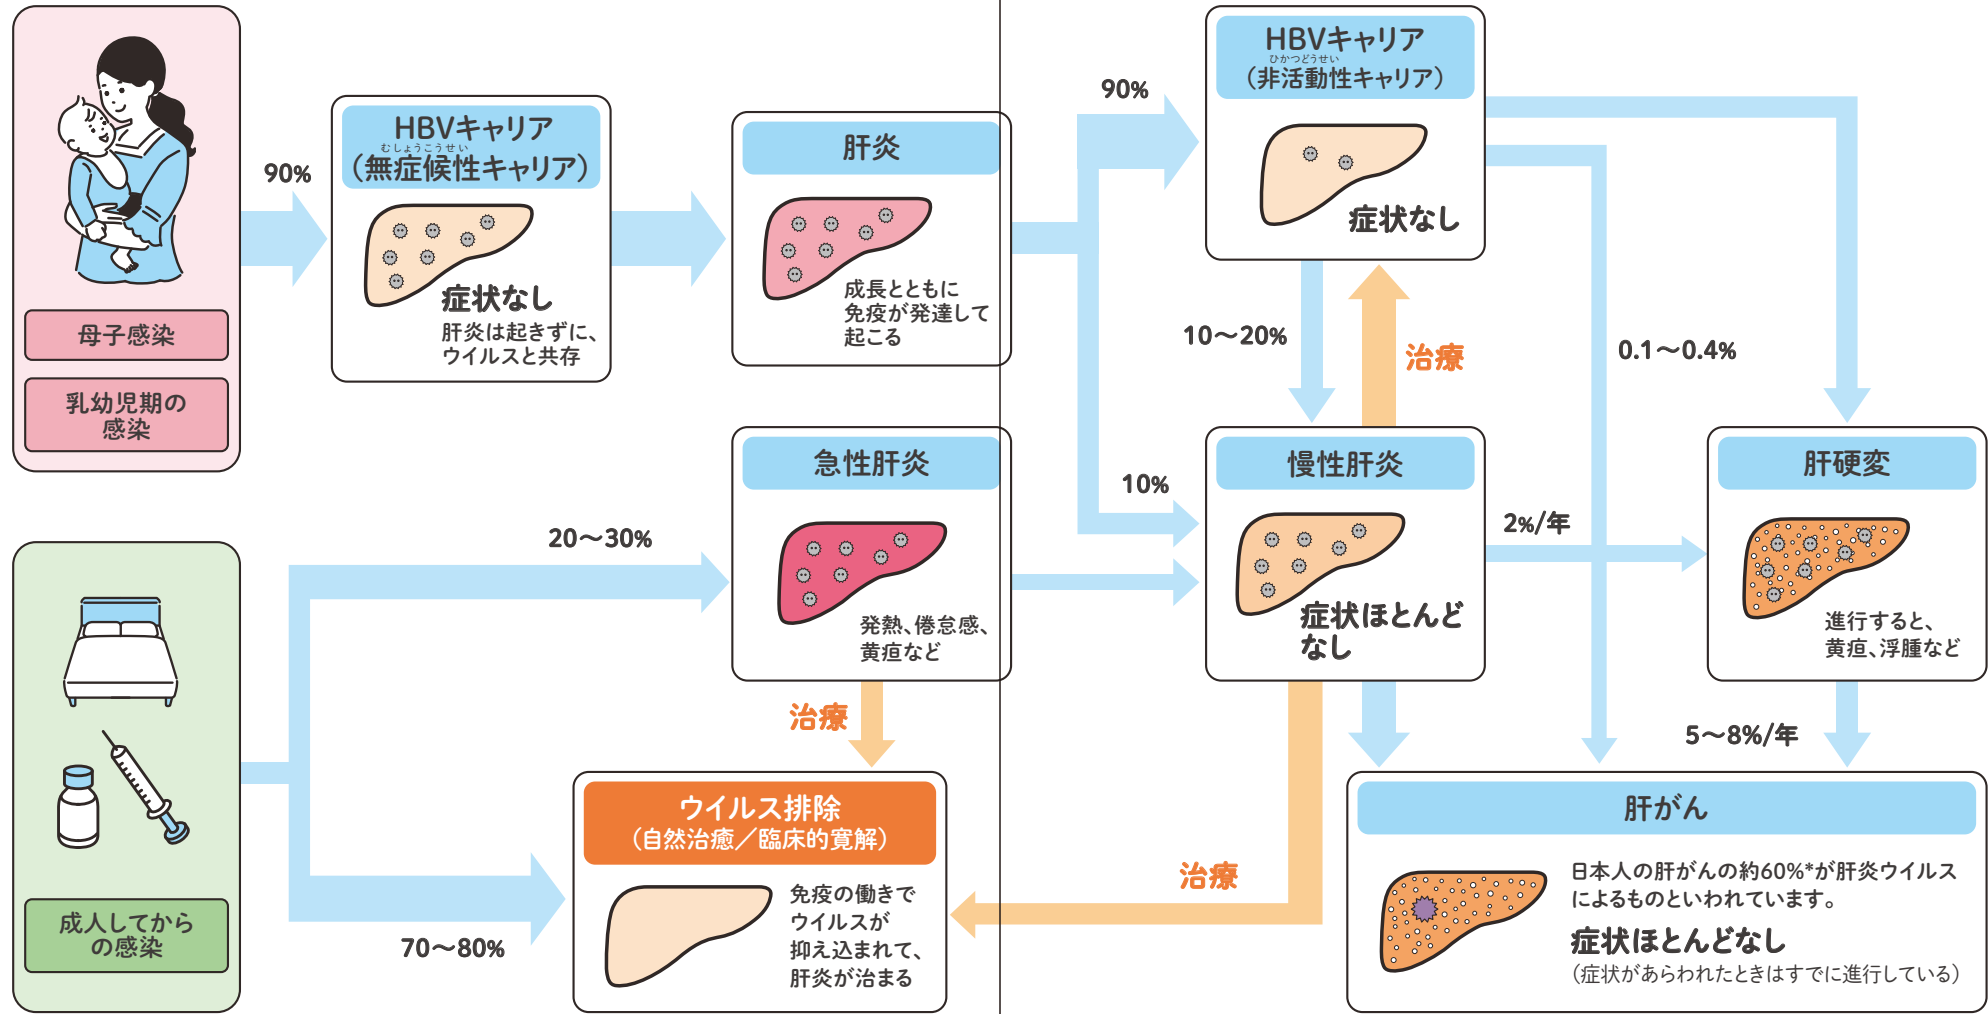 母子感染
乳幼児期の
感染
90%
HBVキャリア
むしょうこうせい
（無症候性キャリア）
症状なし
肝炎は起きずに、
ウイルスと共存
肝炎
成長とともに
免疫が発達して
起こる
90%
10%
HBVキャリア
ひかつどうせい
（非活動性キャリア）
症状なし
10〜20%
治療
0.1〜0.4%
成人してから
の感染
20〜30%
70〜80%
急性肝炎
発熱、倦怠感、
黄疸など
治療
ウイルス排除
（自然治癒／臨床的寛解）
免疫の働きで
ウイルスが
抑え込まれて、
肝炎が治まる
慢性肝炎
症状ほとんど
なし
治療
2%/年
肝硬変
進行すると、
黄疸、浮腫など
5〜8%/年
肝がん
日本人の肝がんの約60%*が肝炎ウイルス
によるものといわれています。
症状ほとんどなし
（症状があらわれたときはすでに進行している）